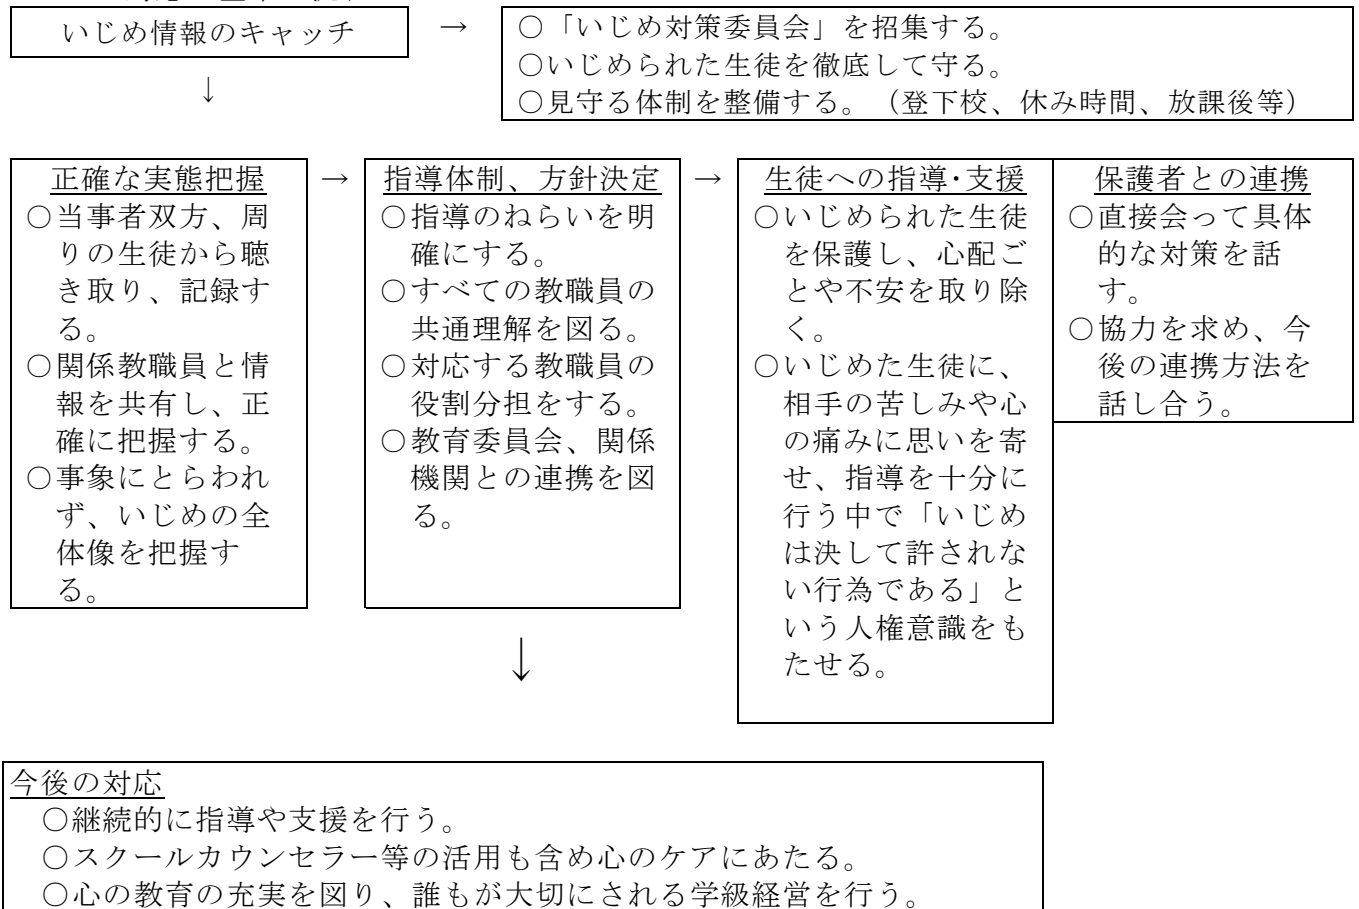 いじめ情報のキャッチ
→
○「いじめ対策委員会」を招集する。
○いじめられた生徒を徹底して守る。
○見守る体制を整備する。（登下校、休み時間、放課後等）
↓
正確な実態把握
○当事者双方、周
りの生徒から聴
き取り、記録す
る。
○関係教職員と情
報を共有し、正
確に把握する。
○事象にとらわれ
ず、いじめの全
体像を把握す
る。
→
指導体制、方針決定
○指導のねらいを明
確にする。
○すべての教職員の
共通理解を図る。
○対応する教職員の
役割分担をする。
○教育委員会、関係
機関との連携を図
る。
→
生徒への指導･支援
○いじめられた生徒
を保護し、心配ご
とや不安を取り除
く。
○いじめた生徒に、
相手の苦しみや心
の痛みに思いを寄
せ、指導を十分に
行う中で「いじめ
は決して許されな
い行為である」と
いう人権意識をも
たせる。
保護者との連携
○直接会って具体
的な対策を話
す。
○協力を求め、今
後の連携方法を
話し合う。
↓
今後の対応
○継続的に指導や支援を行う。
○スクールカウンセラー等の活用も含め心のケアにあたる。
○心の教育の充実を図り、誰もが大切にされる学級経営を行う。